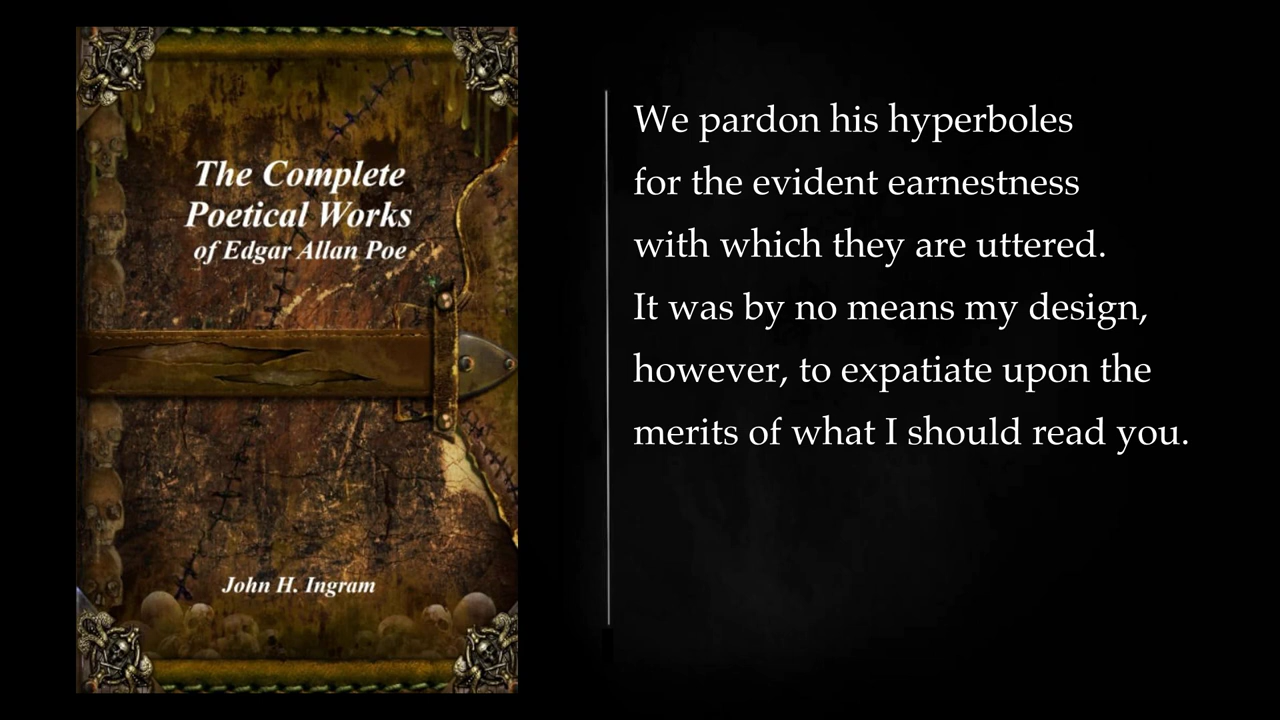 The Complete
Poetical Works
of Edgar Allan Poe
John H. Ingram
We pardon his hyperboles
for the evident earnestness
with which they are uttered.
It was by no means my design,
however, to expatiate upon the
merits of what I should read you.